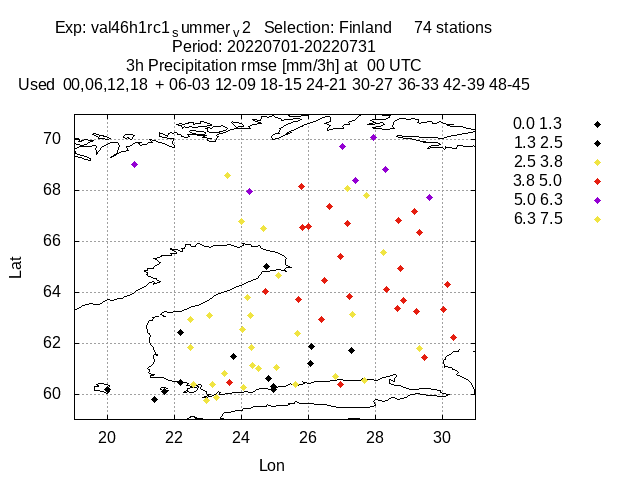 Exp: val46h1rc1summerv2 Selection: Finland 74 stations
Period: 20220701-20220731
3h Precipitation rmse [mm/3h] at 00 UTC
Used 00,06,12,18 + 06-03 12-09 18-15 24-21 30-27 36-33 42-39 48-45
0.0 1.3
1.3 2.5
2.5 3.8
3.8 5.0
5.0 6.3
6.3 7.5
70
68
66
64
62
60
Lat
20 22 24 26 28 30
Lon